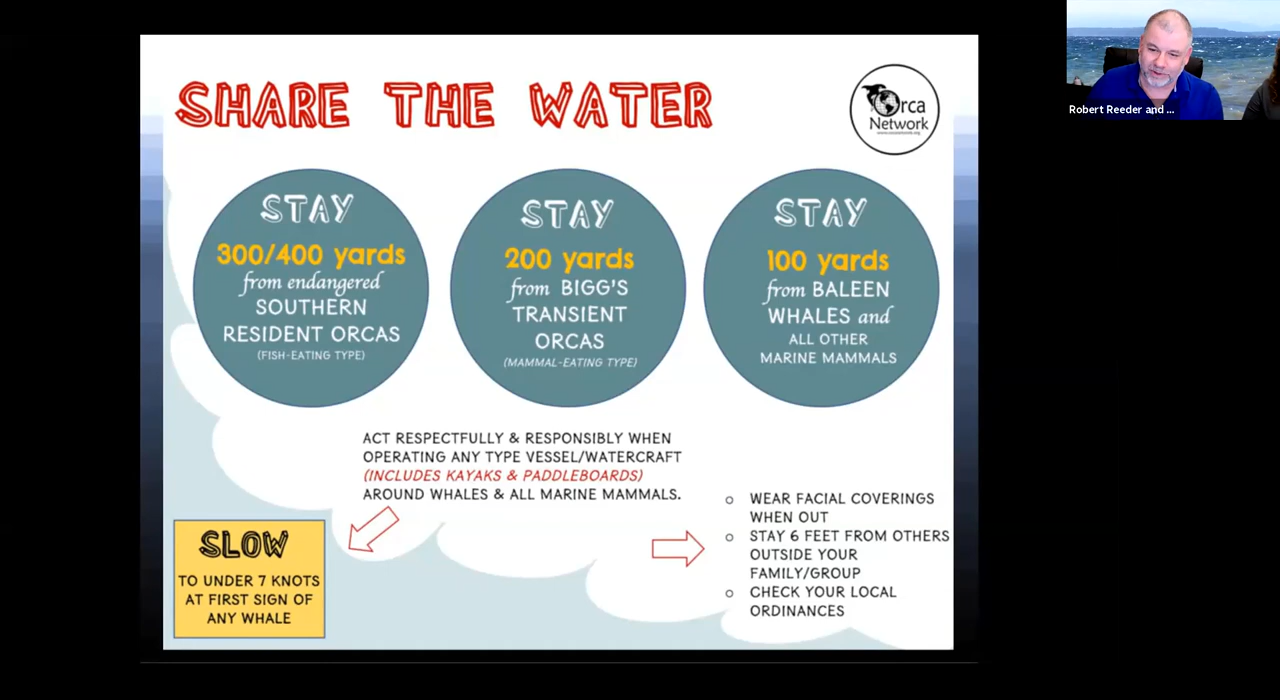 SHARE THE WATER
Orca
Network
STAY
300/400 yards
from endangered
SOUTHERN
RESIDENT ORCAS
(FISH-EATING TYPE)
STAY
200 yards
from BIGG'S
TRANSIENT
ORCAS
(MAMMAL-EATING TYPE)
STAY
100 yards
from BALEEN
WHALES and
ALL OTHER
MARINE MAMMALS
ACT RESPECTFULLY & RESPONSIBLY WHEN
OPERATING ANY TYPE VESSEL/WATERCRAFT
(INCLUDES KAYAKS & PADDLEBOARDS)
AROUND WHALES & ALL MARINE MAMMALS.
SLOW
TO UNDER 7 KNOTS
AT FIRST SIGN OF
ANY WHALE
o WEAR FACIAL COVERINGS
WHEN OUT
o STAY 6 FEET FROM OTHERS
OUTSIDE YOUR
FAMILY/GROUP
o CHECK YOUR LOCAL
ORDINANCES
Robert Reeder and ...